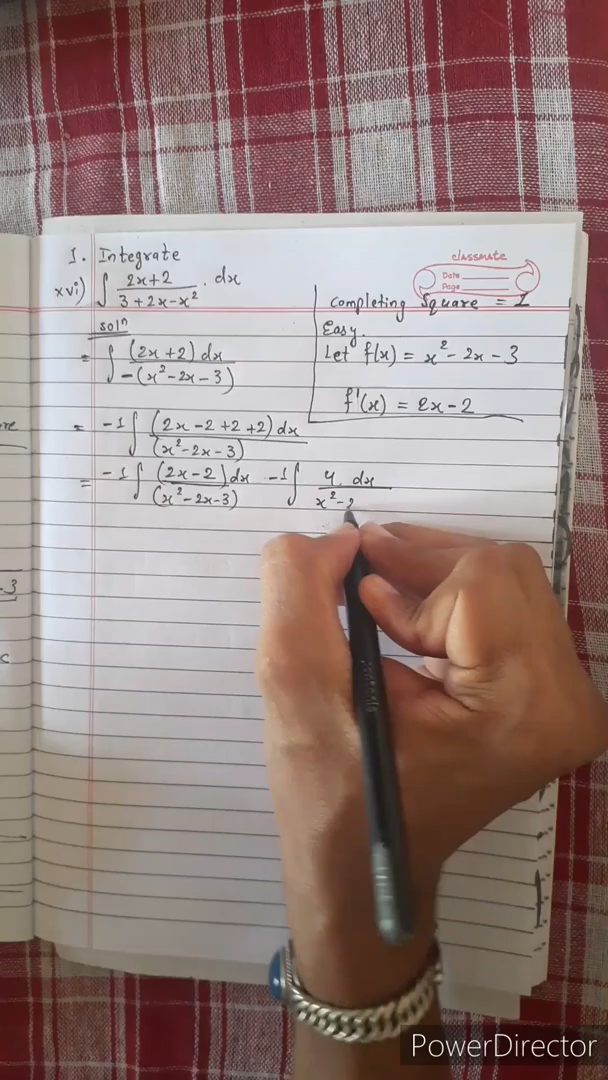 1. Integrate
xvi) ∫ (2x+2)/(3+2x-x²) . dx
classmate
Date
Page
Completing Square = 1
Easy.
Let f(x) = x²-2x-3
f'(x) = 2x-2
solⁿ
= ∫ (2x+2)dx/-(x²-2x-3)
= -1∫ (2x-2+2+2)dx/(x²-2x-3)
= -1∫ (2x-2)dx/(x²-2x-3) -1∫ 4.dx/x²-2
-3
c
PowerDirector